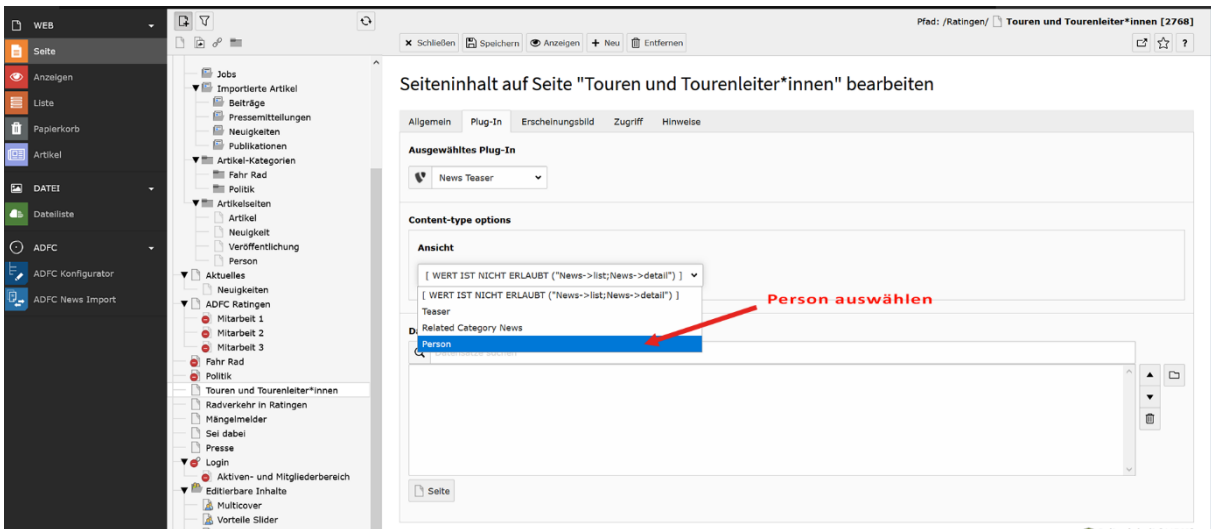 WEB
Seite
Anzeigen
Liste
Papierkorb
Artikel
DATEI
Dateiliste
ADFC
ADFC Konfigurator
ADFC News Import
Jobs
Importierte Artikel
Beiträge
Pressemitteilungen
Neuigkeiten
Publikationen
Artikel-Kategorien
Fahr Rad
Politik
Artikelseiten
Artikel
Neuigkeit
Veröffentlichung
Person
Aktuelles
Neuigkeiten
ADFC Ratingen
Mitarbeit 1
Mitarbeit 2
Mitarbeit 3
Fahr Rad
Politik
Touren und Tourenleiter*innen
Radverkehr in Ratingen
Mängelmelder
Sei dabei
Presse
Login
Aktiven- und Mitgliederbereich
Editierbare Inhalte
Multicover
Vorteile Slider
Pfad: /Ratingen/ Touren und Tourenleiter*innen [2768]
Schließen Speichern Anzeigen Neu Entfernen ?
Seiteninhalt auf Seite "Touren und Tourenleiter*innen" bearbeiten
Allgemein Plug-In Erscheinungsbild Zugriff Hinweise
Ausgewähltes Plug-In
News Teaser
Content-type options
Ansicht
[ WERT IST NICHT ERLAUBT ("News->list;News->detail") ]
[ WERT IST NICHT ERLAUBT ("News->list;News->detail") ]
Teaser
Related Category News
Person
Person auswählen
Seite